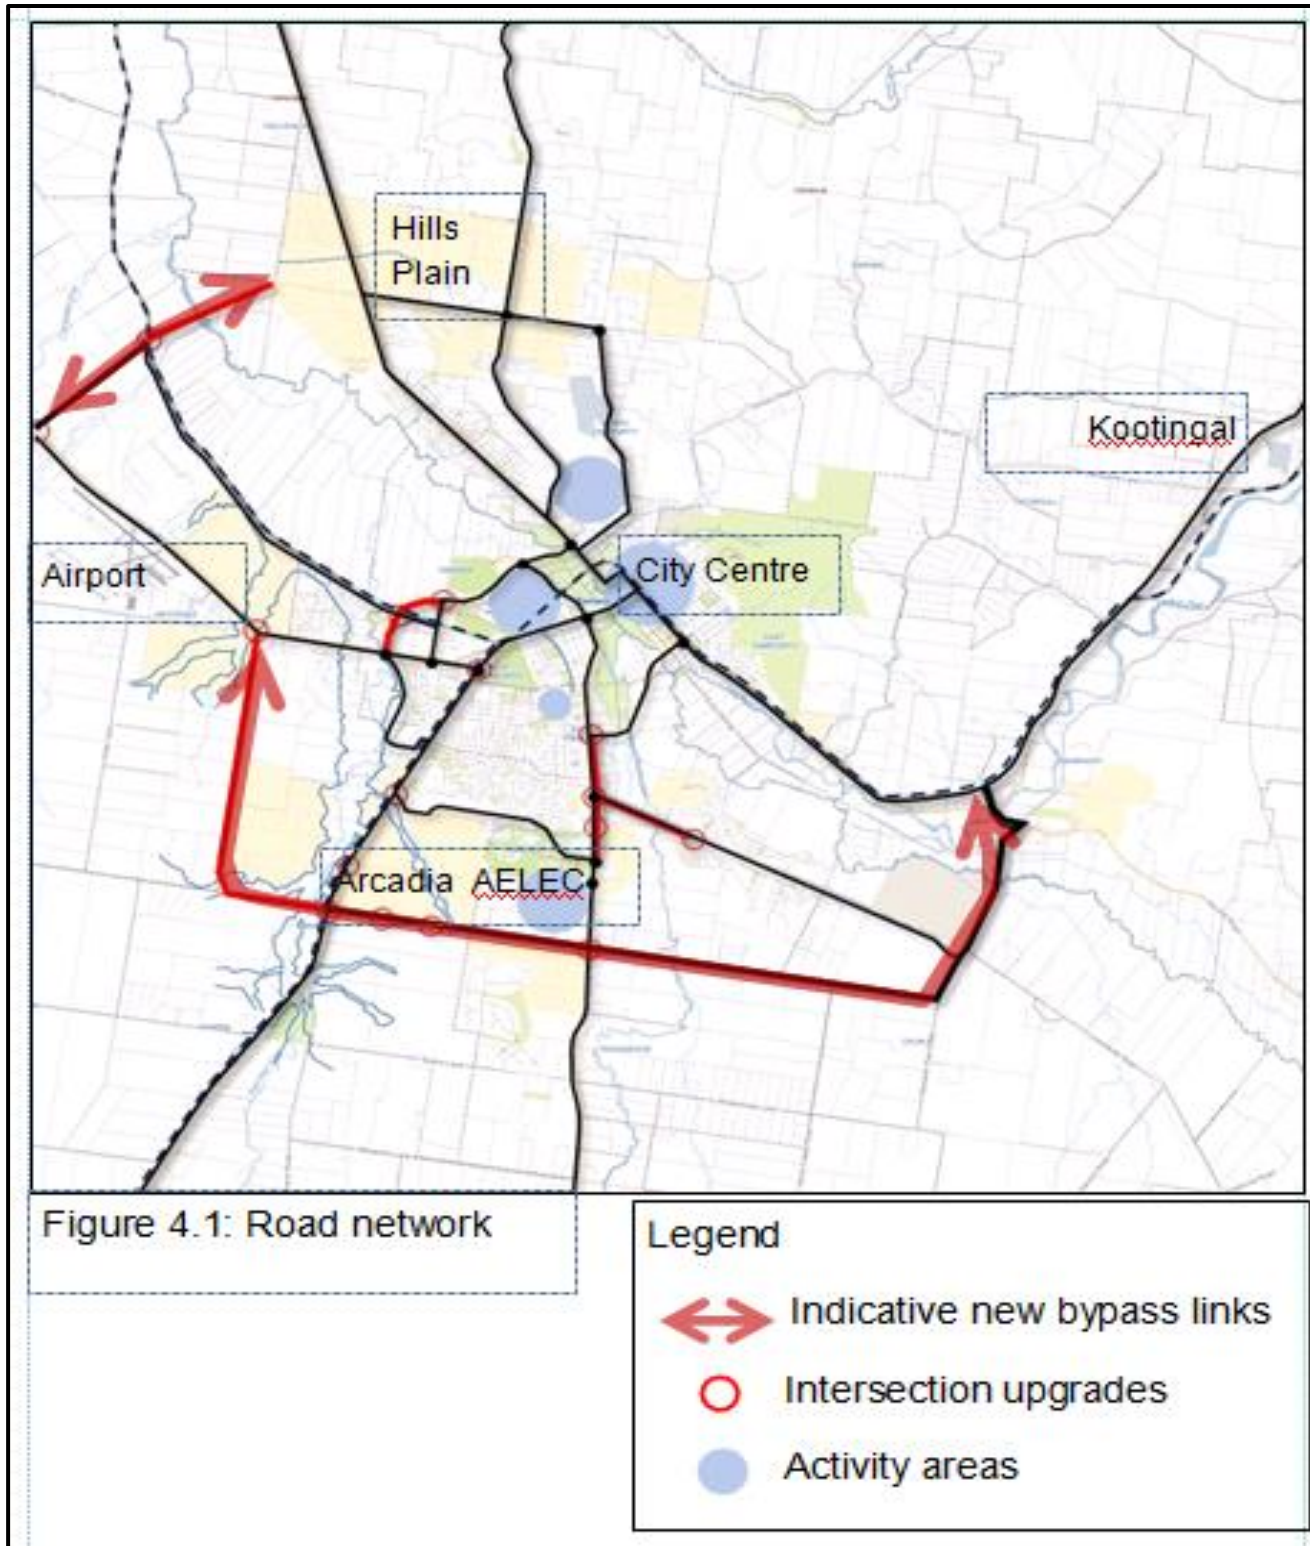 Hills
Plain
Kootingal
Airport
City Centre
Arcadia AELEC
Figure 4.1: Road network
Legend
Indicative new bypass links
Intersection upgrades
Activity areas